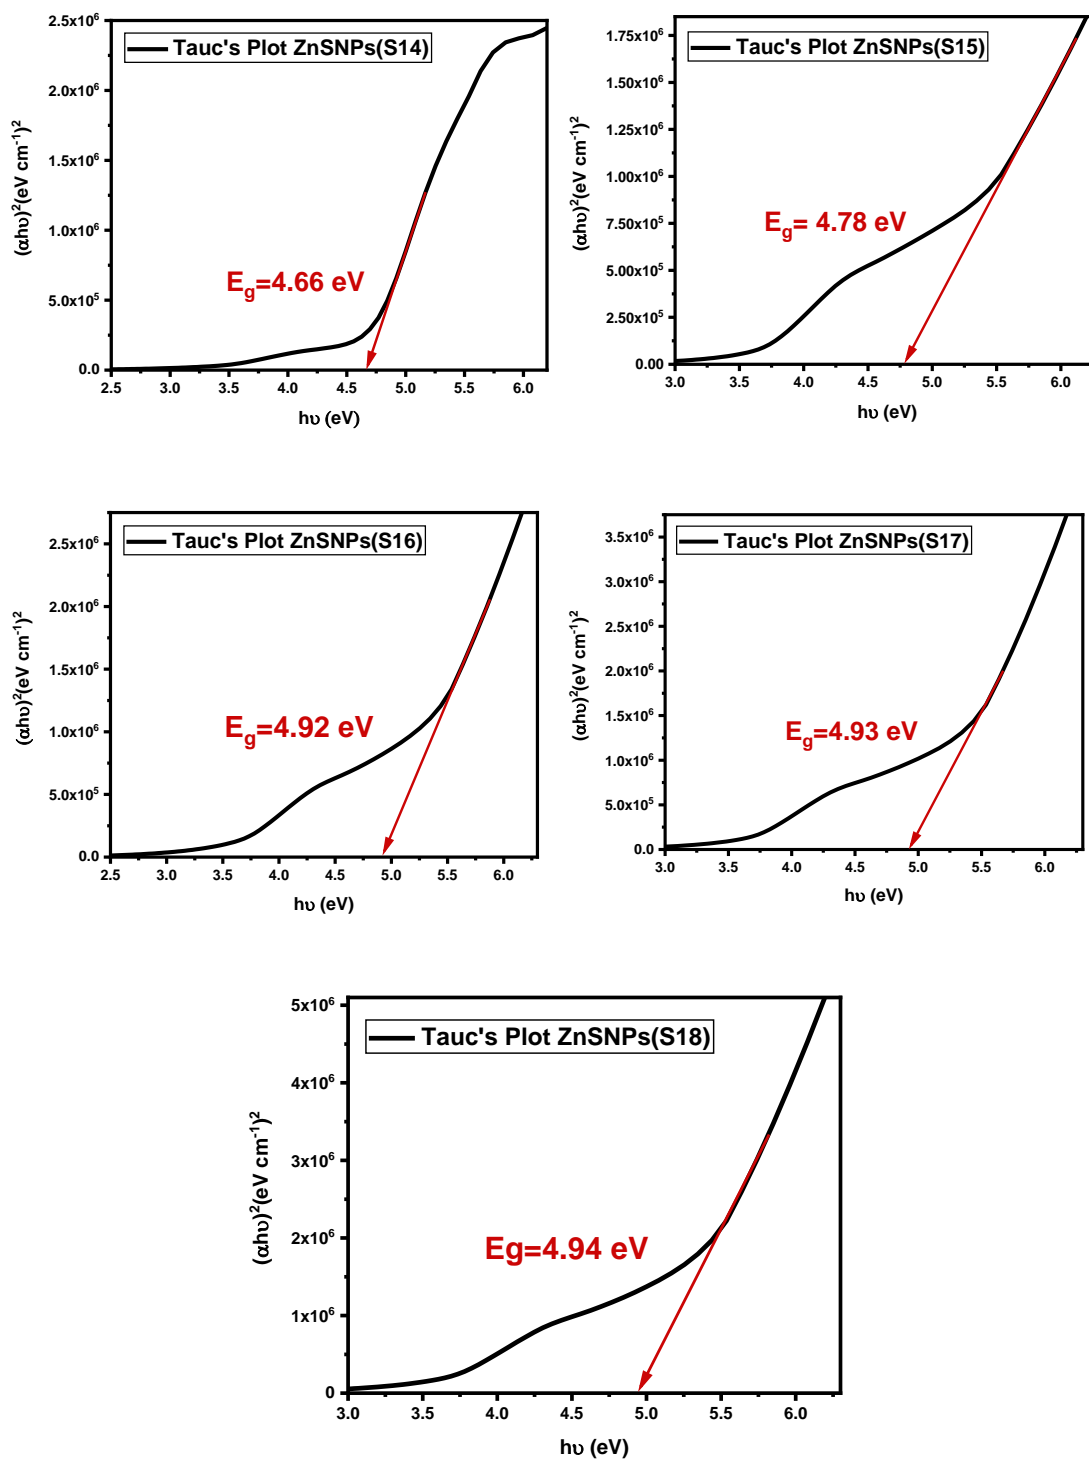 Tauc's Plot ZnSNPs(S14)
2.5x10⁶
2.0x10⁶
1.5x10⁶
1.0x10⁶
5.0x10⁵
0.0
(αhυ)²(eV cm⁻¹)²
E_g=4.66 eV
2.5 3.0 3.5 4.0 4.5 5.0 5.5 6.0
hυ (eV)
Tauc's Plot ZnSNPs(S15)
1.75x10⁶
1.50x10⁶
1.25x10⁶
1.00x10⁶
7.50x10⁵
5.00x10⁵
2.50x10⁵
0.00
(αhυ)²(eV cm⁻¹)²
E_g= 4.78 eV
3.0 3.5 4.0 4.5 5.0 5.5 6.0
hυ (eV)
Tauc's Plot ZnSNPs(S16)
2.5x10⁶
2.0x10⁶
1.5x10⁶
1.0x10⁶
5.0x10⁵
0.0
(αhυ)²(eV cm⁻¹)²
E_g=4.92 eV
2.5 3.0 3.5 4.0 4.5 5.0 5.5 6.0
hυ (eV)
Tauc's Plot ZnSNPs(S17)
3.5x10⁶
3.0x10⁶
2.5x10⁶
2.0x10⁶
1.5x10⁶
1.0x10⁶
5.0x10⁵
0.0
(αhυ)²(eV cm⁻¹)²
E_g=4.93 eV
3.0 3.5 4.0 4.5 5.0 5.5 6.0
hυ (eV)
Tauc's Plot ZnSNPs(S18)
5x10⁶
4x10⁶
3x10⁶
2x10⁶
1x10⁶
0
(αhυ)²(eV cm⁻¹)²
Eg=4.94 eV
3.0 3.5 4.0 4.5 5.0 5.5 6.0
hυ (eV)